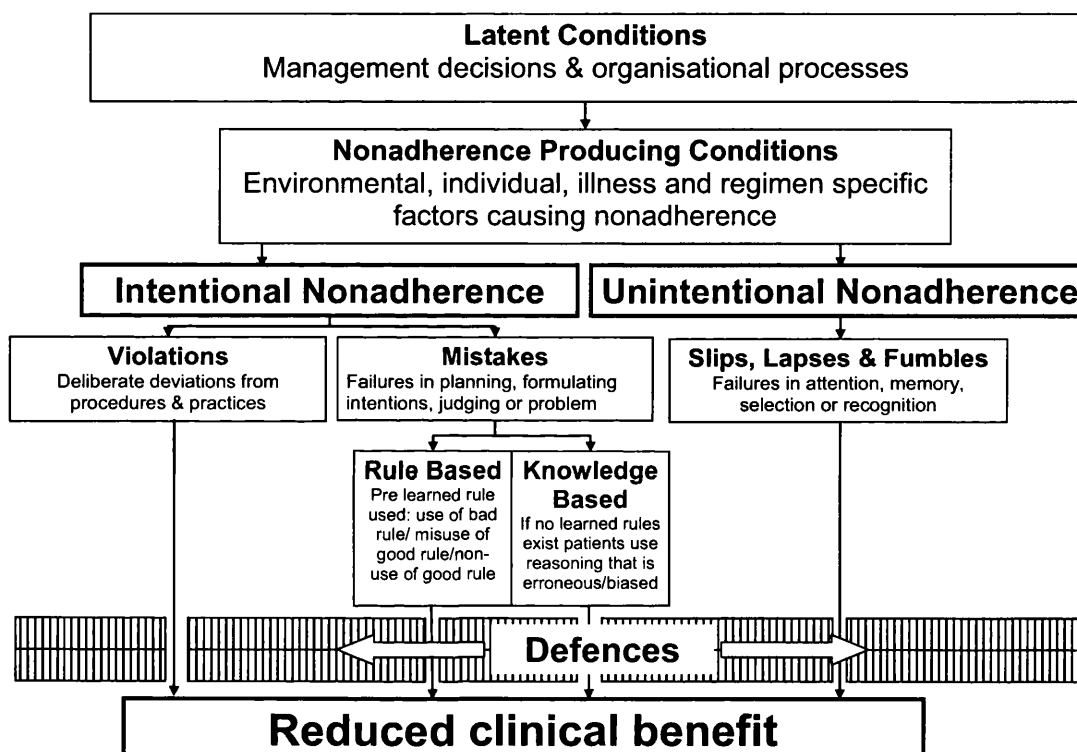 Latent Conditions
Management decisions & organisational processes
Nonadherence Producing Conditions
Environmental, individual, illness and regimen specific
factors causing nonadherence
Intentional Nonadherence
Unintentional Nonadherence
Violations
Deliberate deviations from
procedures & practices
Mistakes
Failures in planning, formulating
intentions, judging or problem
Slips, Lapses & Fumbles
Failures in attention, memory,
selection or recognition
Rule Based
Pre learned rule
used: use of bad
rule/ misuse of
good rule/non-
use of good rule
Knowledge
Based
If no learned rules
exist patients use
reasoning that is
erroneous/biased
Defences
Reduced clinical benefit